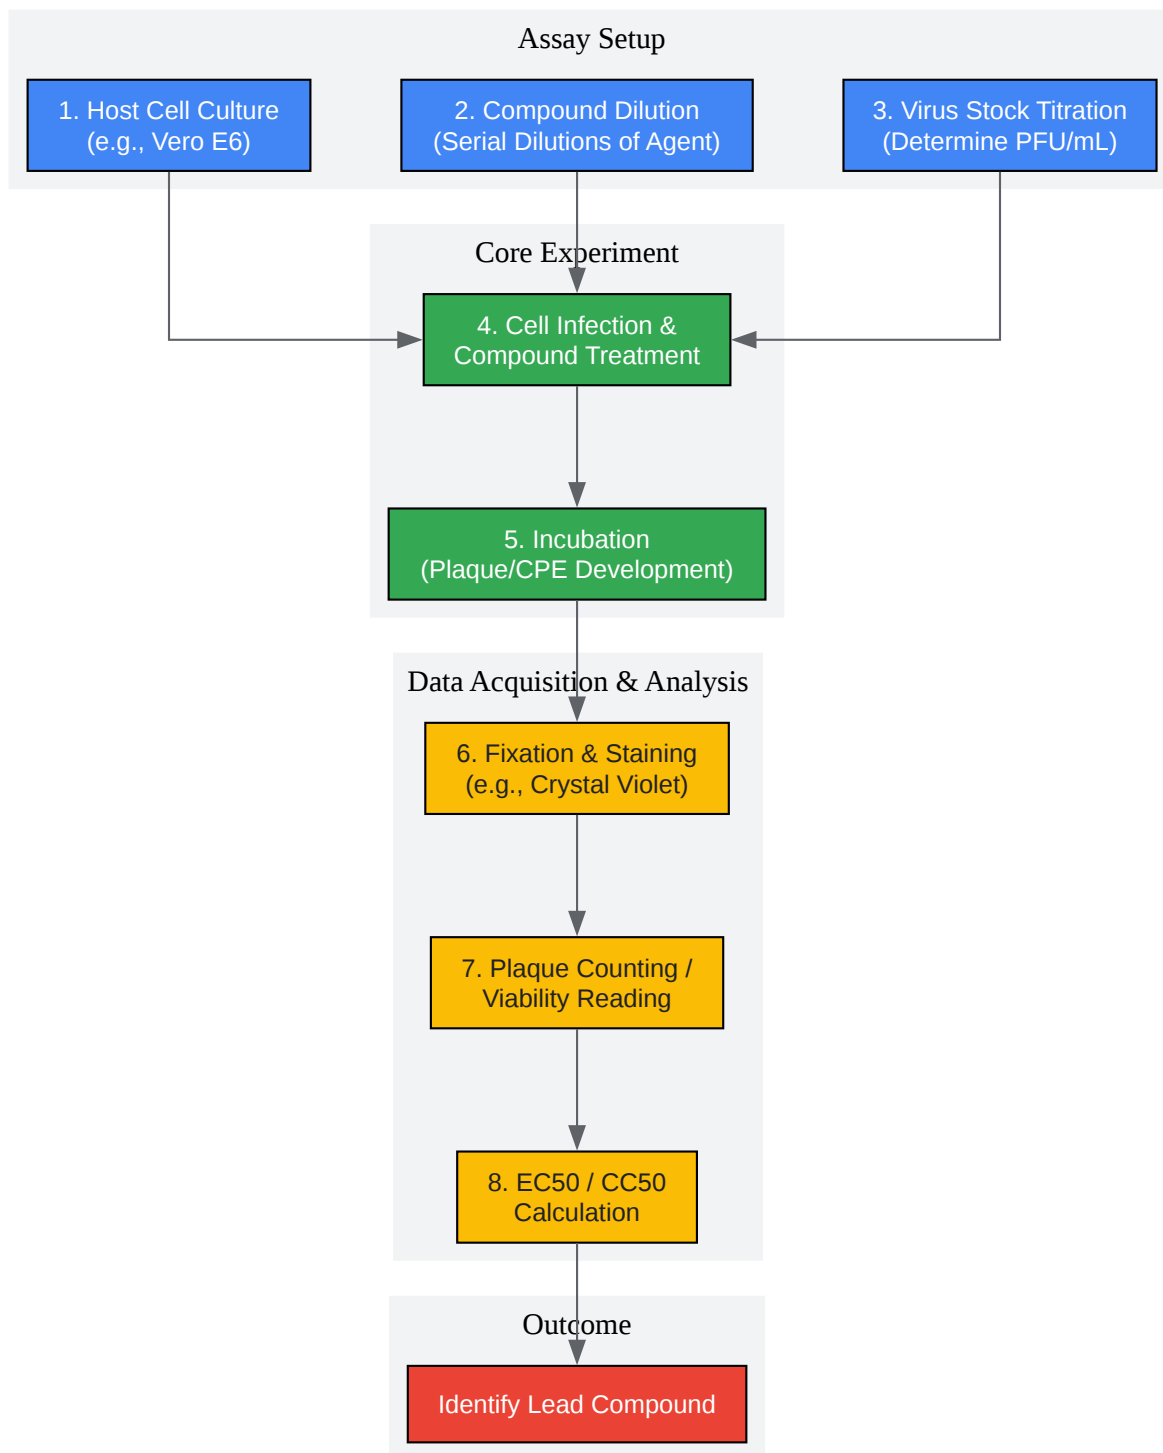 Assay Setup
1. Host Cell Culture
(e.g., Vero E6)
2. Compound Dilution
(Serial Dilutions of Agent)
3. Virus Stock Titration
(Determine PFU/mL)
Core Experiment
4. Cell Infection &
Compound Treatment
5. Incubation
(Plaque/CPE Development)
Data Acquisition & Analysis
6. Fixation & Staining
(e.g., Crystal Violet)
7. Plaque Counting /
Viability Reading
8. EC50 / CC50
Calculation
Outcome
Identify Lead Compound